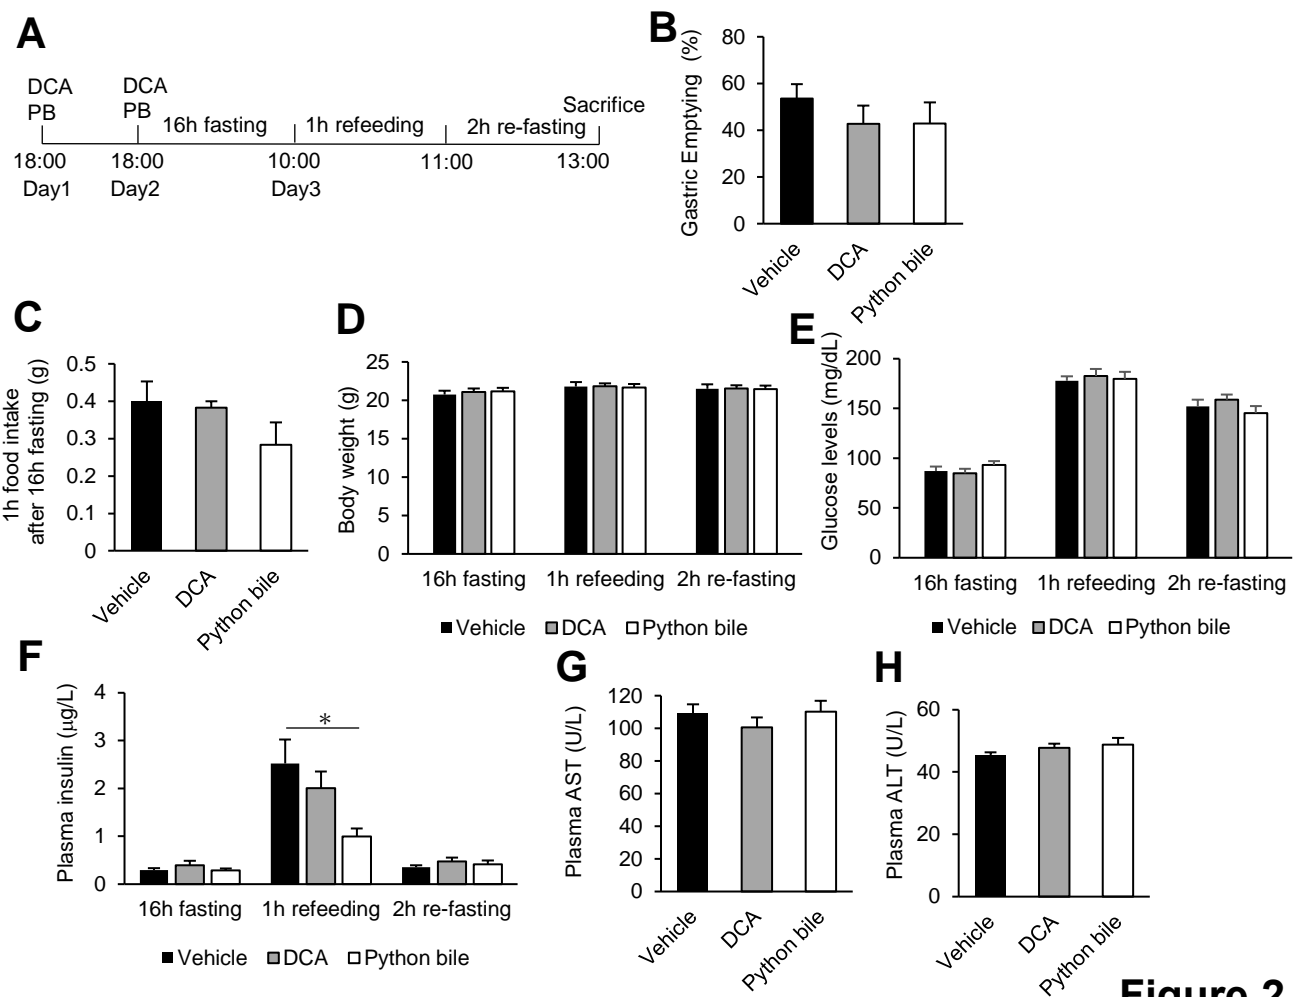 A
DCA
PB
DCA
PB
16h fasting
1h refeeding
2h re-fasting
Sacrifice
18:00
18:00
10:00
11:00
13:00
Day1
Day2
Day3
B
Gastric Emptying (%)
80
60
40
20
0
Vehicle
DCA
Python bile
C
1h food intake
after 16h fasting (g)
0.5
0.4
0.3
0.2
0.1
0
Vehicle
DCA
Python bile
D
Body weight (g)
25
20
15
10
5
0
16h fasting
1h refeeding
2h re-fasting
Vehicle DCA Python bile
E
Glucose levels (mg/dL)
200
150
100
50
0
16h fasting
1h refeeding
2h re-fasting
Vehicle DCA Python bile
F
Plasma insulin (μg/L)
4
3
2
1
0
*
16h fasting
1h refeeding
2h re-fasting
Vehicle DCA Python bile
G
Plasma AST (U/L)
120
100
80
60
40
20
0
Vehicle
DCA
Python bile
H
Plasma ALT (U/L)
60
40
20
0
Vehicle
DCA
Python bile
Figure 2